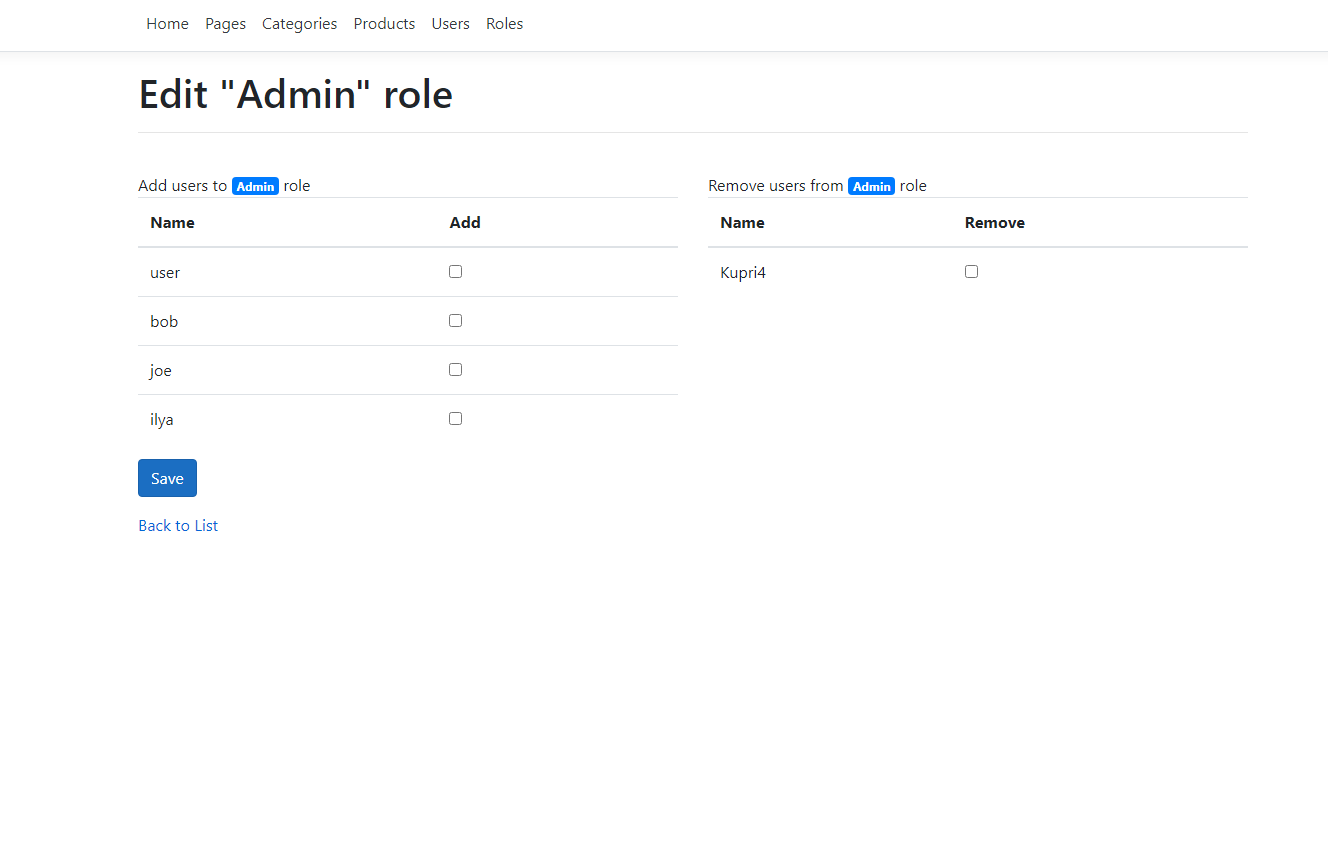 Home Pages Categories Products Users Roles
Edit "Admin" role
Add users to Admin role
Name Add
user
bob
joe
ilya
Remove users from Admin role
Name Remove
Kupri4
Save
Back to List